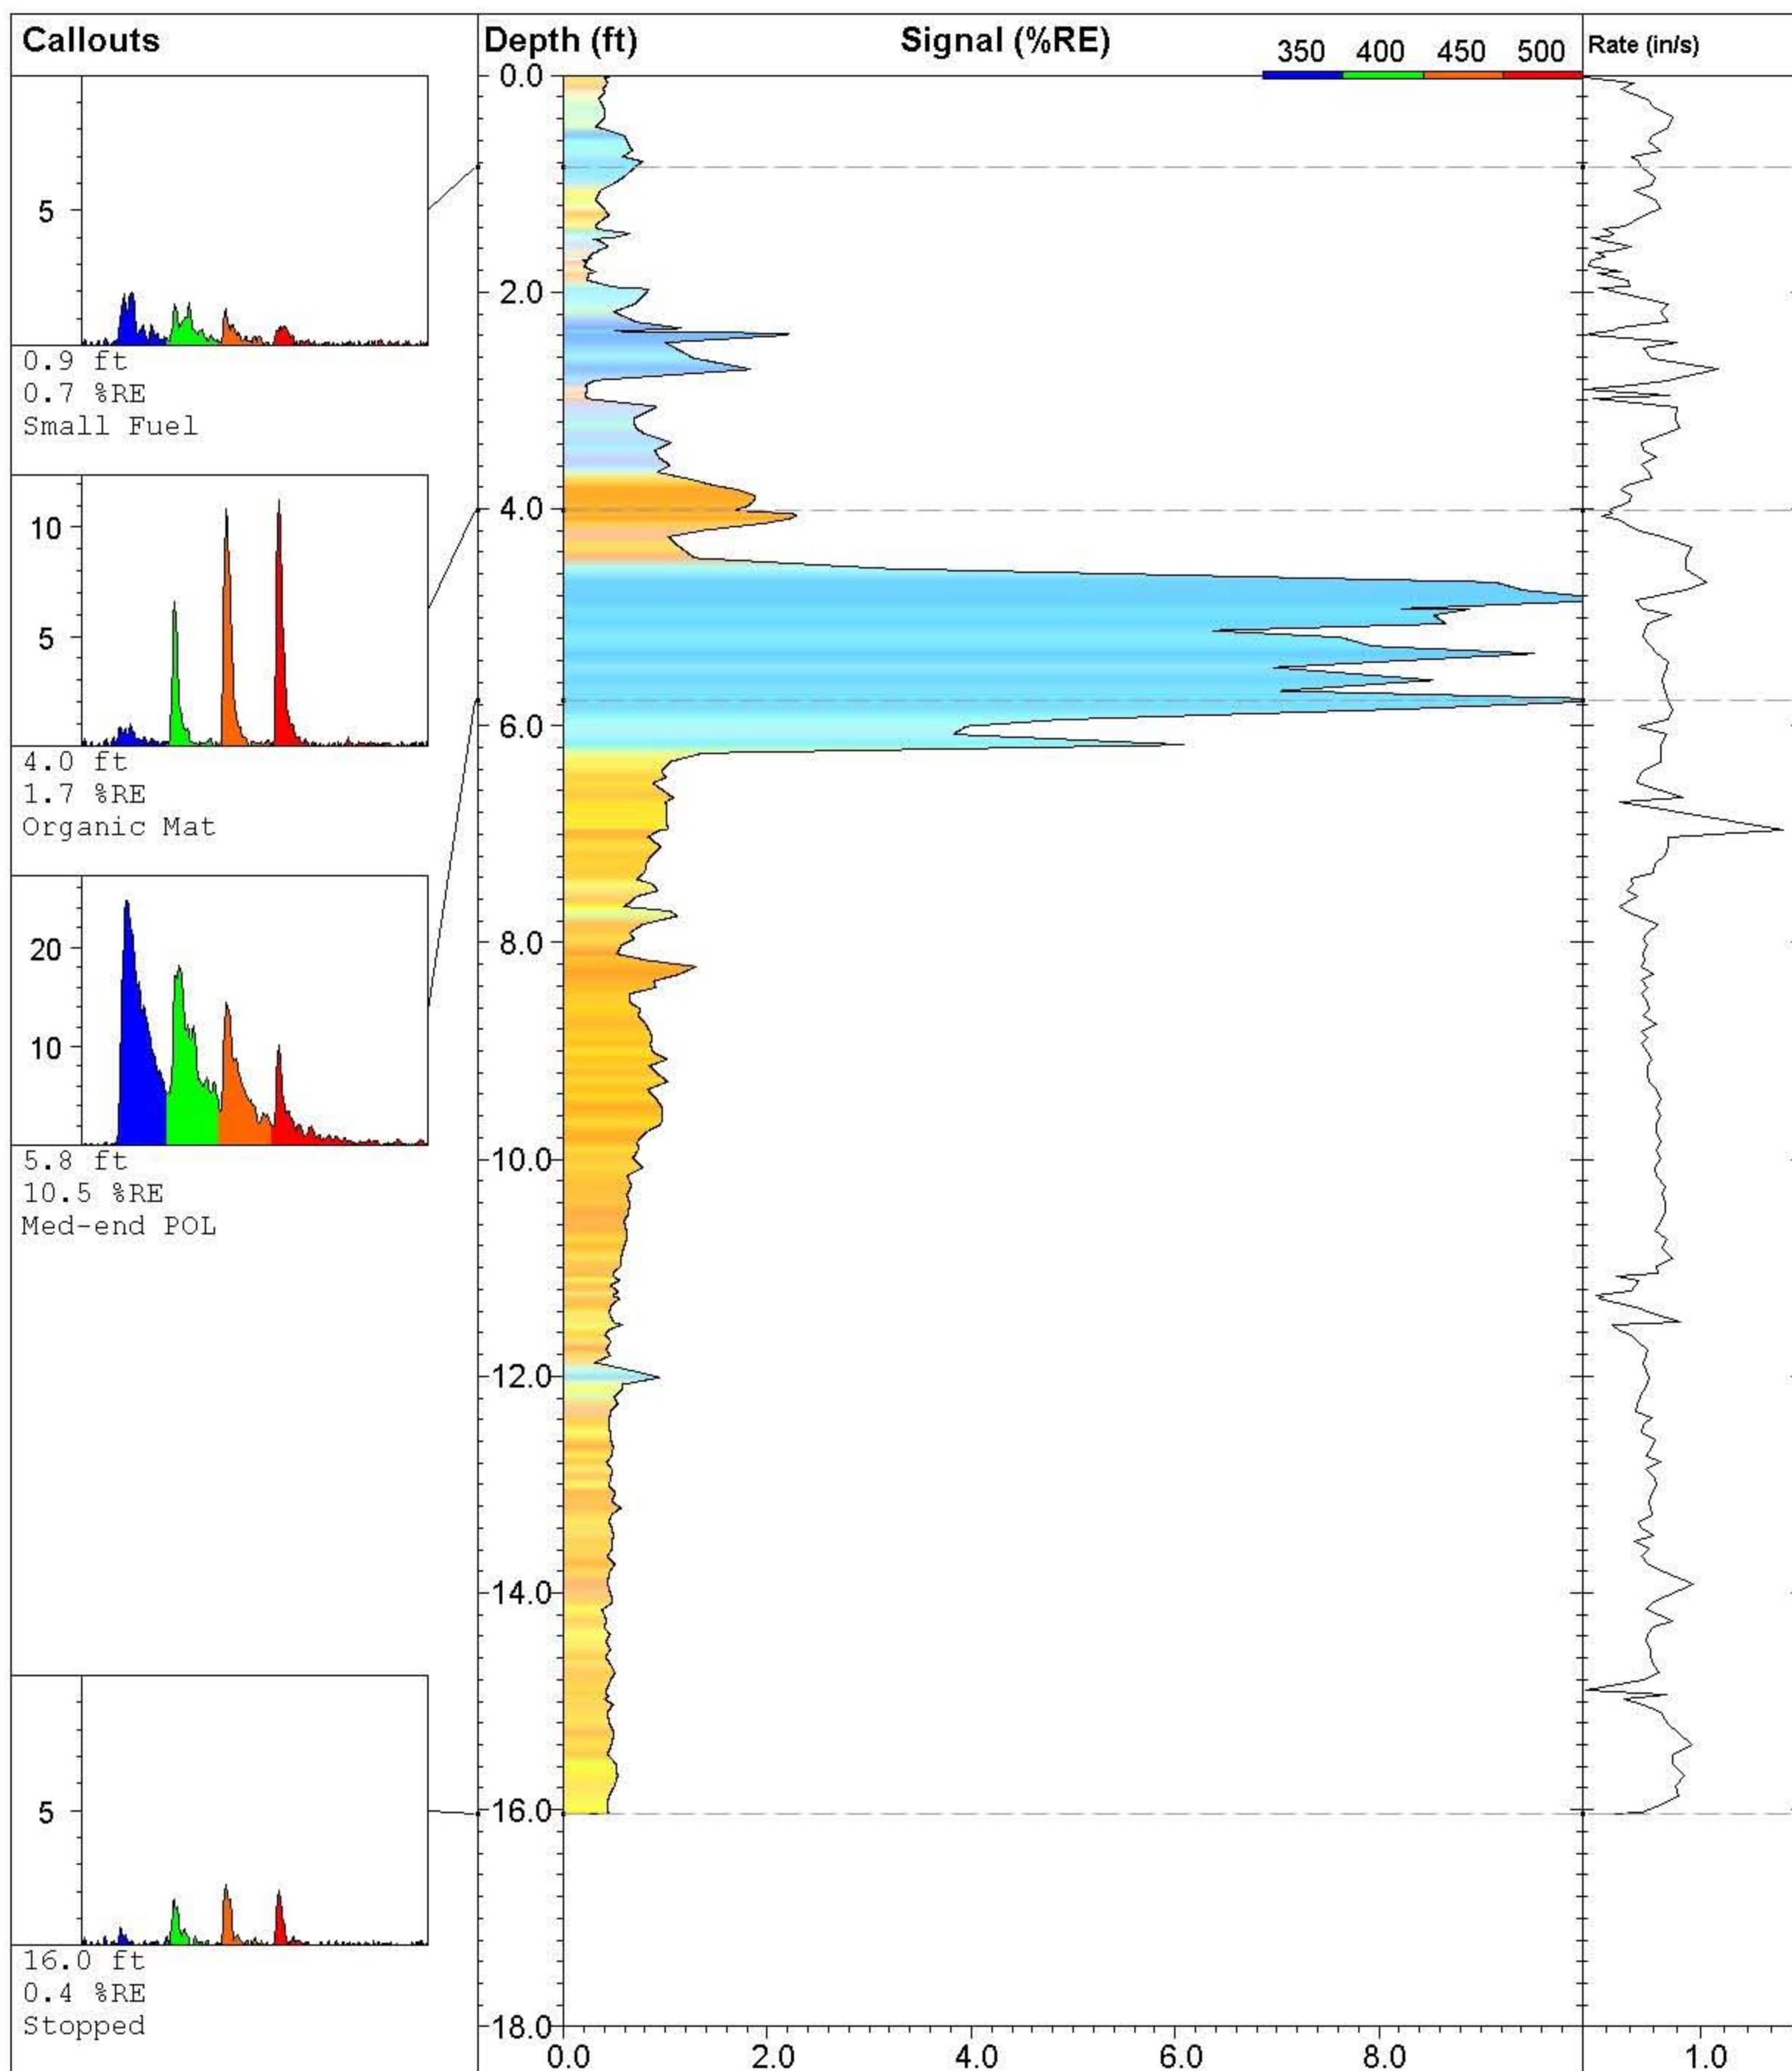 Callouts
Depth (ft)
Signal (%RE)
350 400 450 500
Rate (in/s)
5
0.9 ft
0.7 %RE
Small Fuel
10
5
4.0 ft
1.7 %RE
Organic Mat
20
10
5.8 ft
10.5 %RE
Med-end POL
5
16.0 ft
0.4 %RE
Stopped
0.0
2.0
4.0
6.0
8.0
10.0
12.0
14.0
16.0
18.0
0.0 2.0 4.0 6.0 8.0
1.0